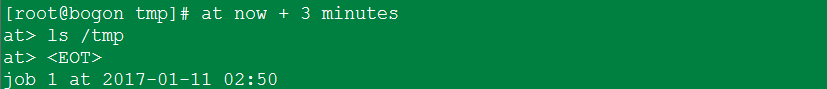 [root@bogon tmp]# at now + 3 minutes
at> ls /tmp
at> <EOT>
job 1 at 2017-01-11 02:50